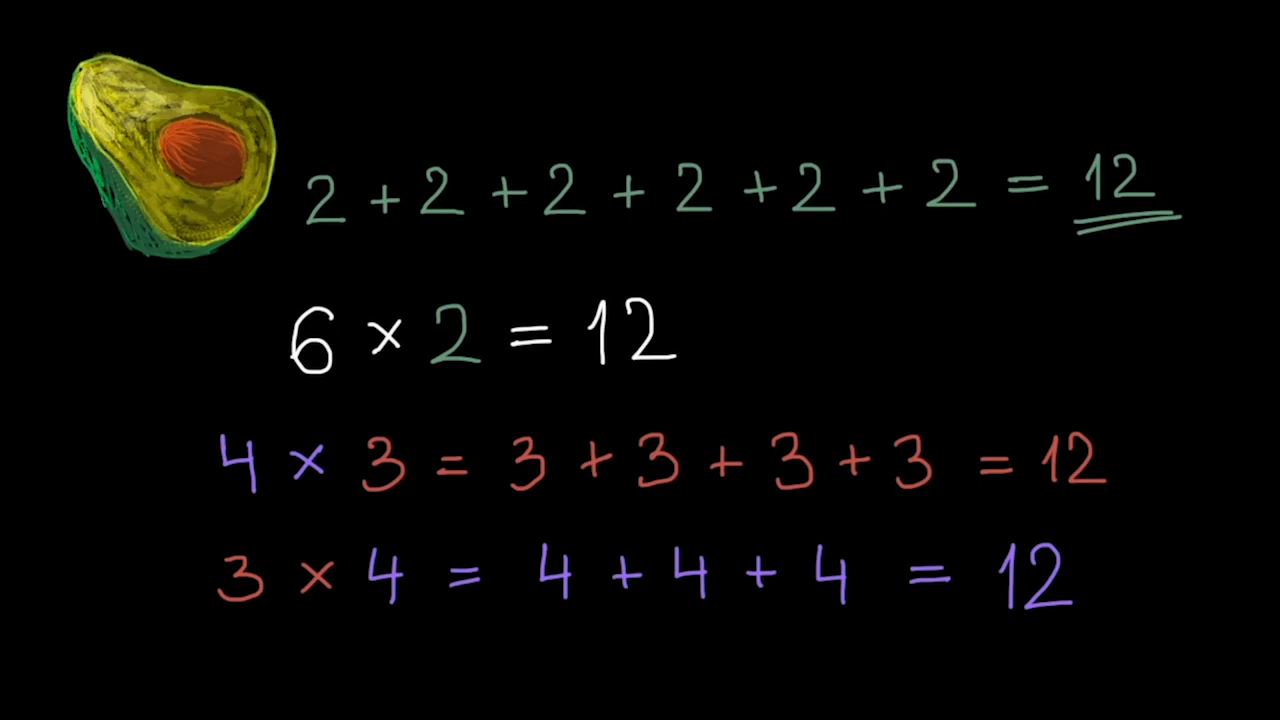 2 + 2 + 2 + 2 + 2 + 2 = 12
6 × 2 = 12
4 × 3 = 3 + 3 + 3 + 3 = 12
3 × 4 = 4 + 4 + 4 = 12